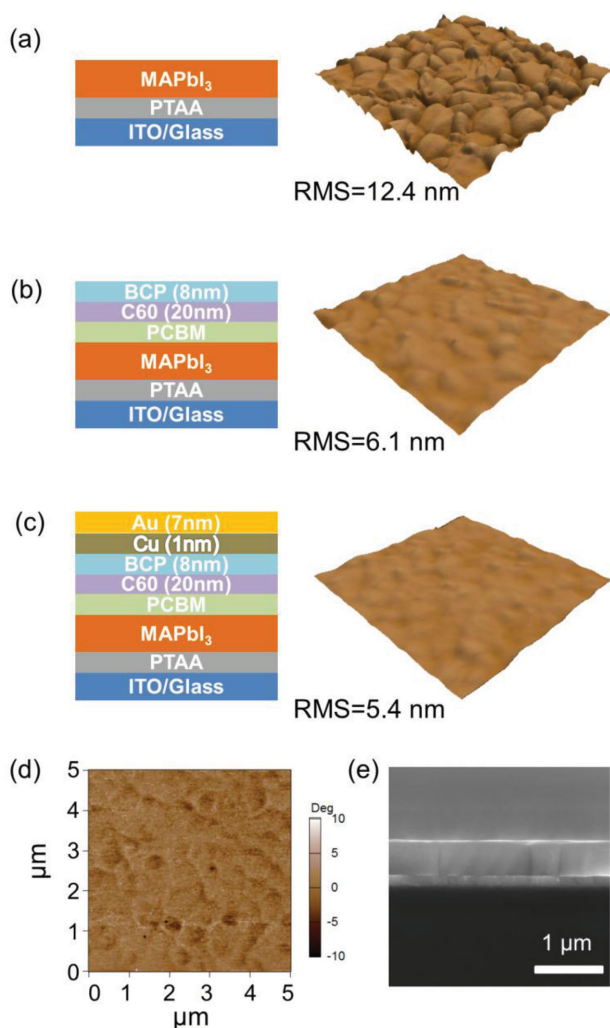 (a)
MAPbI₃
PTAA
ITO/Glass
RMS=12.4 nm
(b)
BCP (8nm)
C60 (20nm)
PCBM
MAPbI₃
PTAA
ITO/Glass
RMS=6.1 nm
(c)
Au (7nm)
Cu (1nm)
BCP (8nm)
C60 (20nm)
PCBM
MAPbI₃
PTAA
ITO/Glass
RMS=5.4 nm
(d)
5
4
3
2
1
0
μm
0 1 2 3 4 5
μm
Deg
10
5
0
-5
-10
(e)
1 μm